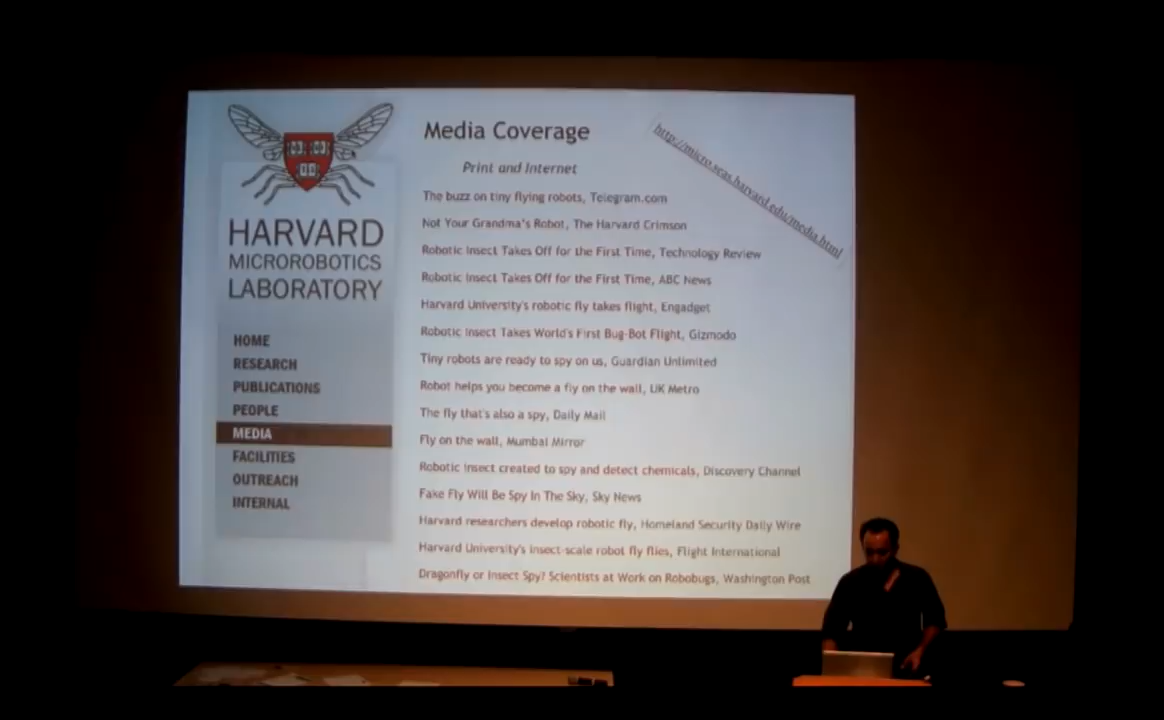 HARVARD
MICROROBOTICS
LABORATORY
HOME
RESEARCH
PUBLICATIONS
PEOPLE
MEDIA
FACILITIES
OUTREACH
INTERNAL
Media Coverage
http://micro.seas.harvard.edu/media.html
Print and Internet
The buzz on tiny flying robots, Telegram.com
Not Your Grandma's Robot, The Harvard Crimson
Robotic Insect Takes Off for the First Time, Technology Review
Robotic Insect Takes Off for the First Time, ABC News
Harvard University's robotic fly takes flight, Engadget
Robotic Insect Takes World's First Bug-Bot Flight, Gizmodo
Tiny robots are ready to spy on us, Guardian Unlimited
Robot helps you become a fly on the wall, UK Metro
The fly that's also a spy, Daily Mail
Fly on the wall, Mumbai Mirror
Robotic insect created to spy and detect chemicals, Discovery Channel
Fake Fly Will Be Spy In The Sky, Sky News
Harvard researchers develop robotic fly, Homeland Security Daily Wire
Harvard University's insect-scale robot fly flies, Flight International
Dragonfly or Insect Spy? Scientists at Work on Robobugs, Washington Post